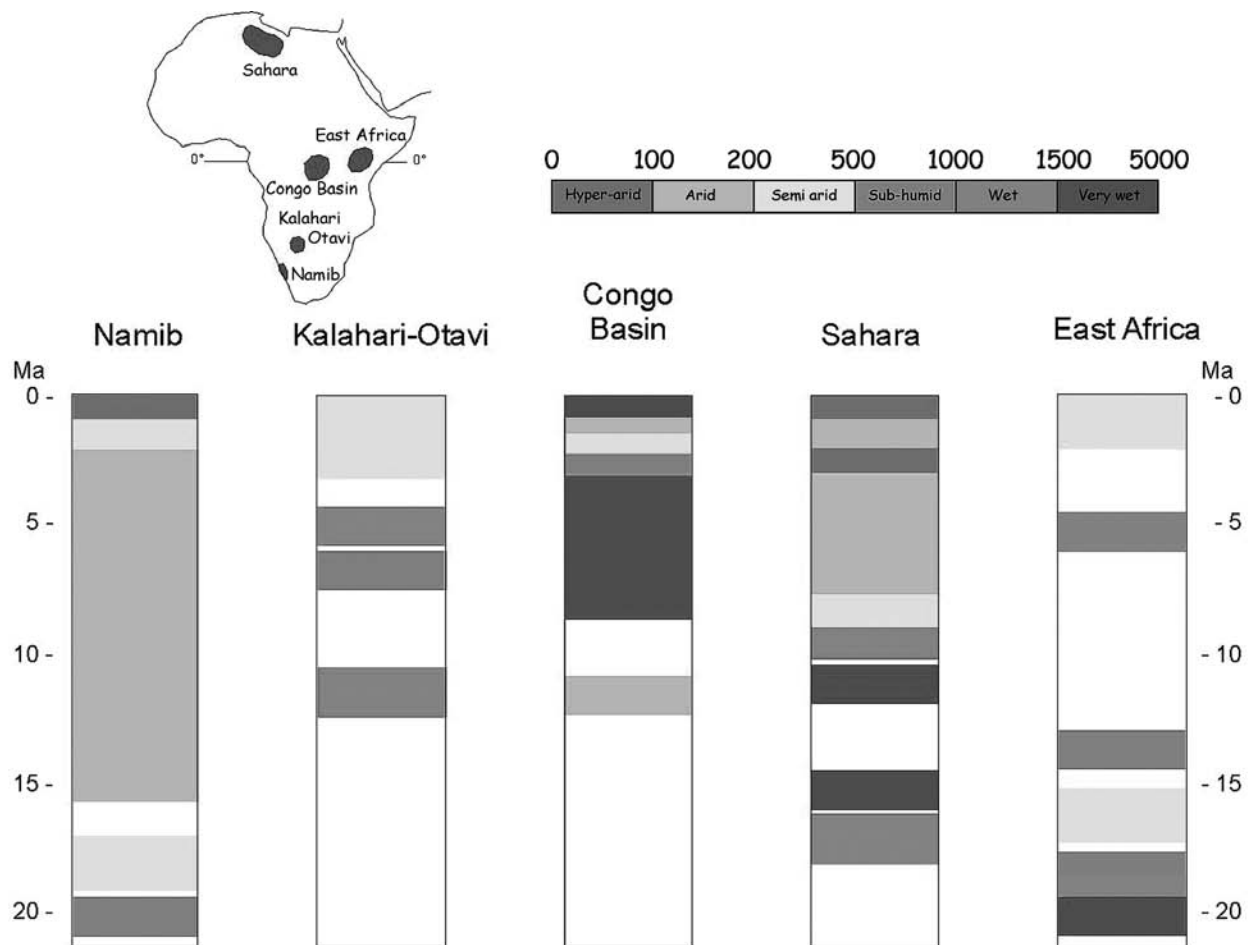 Sahara
East Africa
0° 0°
Congo Basin
Kalahari
Otavi
Namib
0 100 200 500 1000 1500 5000
Hyper-arid Arid Semi arid Sub-humid Wet Very wet
Namib
Kalahari-Otavi
Congo
Basin
Sahara
East Africa
Ma Ma
0 - - 0
5 - - 5
10 - - 10
15 - - 15
20 - - 20